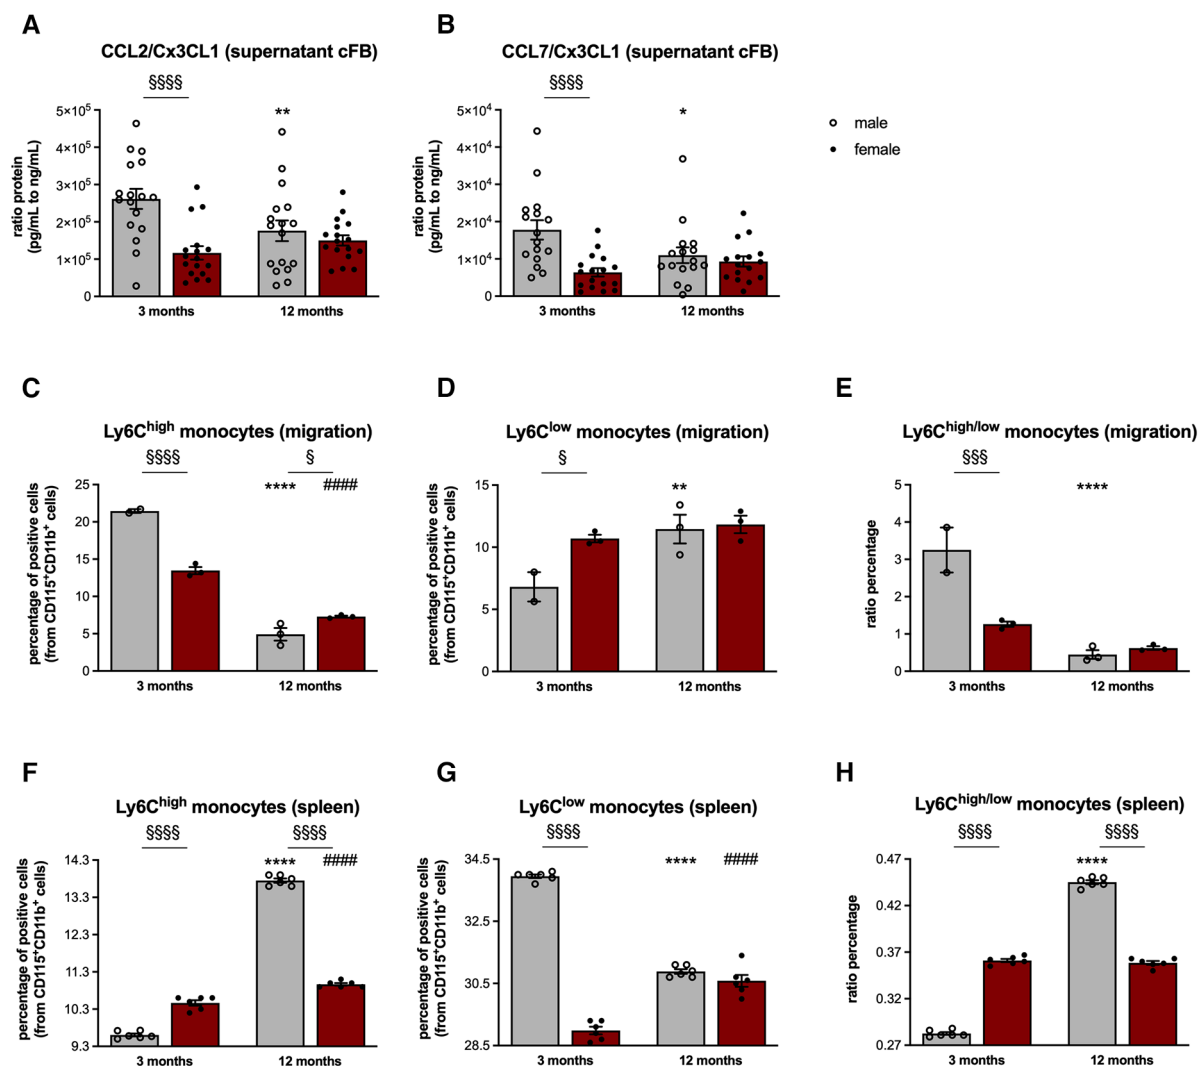 A
CCL2/Cx3CL1 (supernatant cFB)
§§§§
**
ratio protein
(pg/mL to ng/mL)
5×10⁵
4×10⁵
3×10⁵
2×10⁵
1×10⁵
0
3 months
12 months
B
CCL7/Cx3CL1 (supernatant cFB)
§§§§
*
ratio protein
(pg/mL to ng/mL)
5×10⁴
4×10⁴
3×10⁴
2×10⁴
1×10⁴
0
3 months
12 months
male
female
C
Ly6Cʰⁱᵍʰ monocytes (migration)
§§§§
§
****
####
percentage of positive cells
(from CD115⁺CD11b⁺ cells)
25
20
15
10
5
0
3 months
12 months
D
Ly6Cˡᵒʷ monocytes (migration)
§
**
percentage of positive cells
(from CD115⁺CD11b⁺ cells)
15
10
5
0
3 months
12 months
E
Ly6Cʰⁱᵍʰ/ˡᵒʷ monocytes (migration)
§§§
****
ratio percentage
5
4
3
2
1
0
3 months
12 months
F
Ly6Cʰⁱᵍʰ monocytes (spleen)
§§§§
§§§§
****
####
percentage of positive cells
(from CD115⁺CD11b⁺ cells)
14.3
13.3
12.3
11.3
10.3
9.3
3 months
12 months
G
Ly6Cˡᵒʷ monocytes (spleen)
§§§§
****
####
percentage of positive cells
(from CD115⁺CD11b⁺ cells)
34.5
32.5
30.5
28.5
3 months
12 months
H
Ly6Cʰⁱᵍʰ/ˡᵒʷ monocytes (spleen)
§§§§
§§§§
****
ratio percentage
0.47
0.42
0.37
0.32
0.27
3 months
12 months